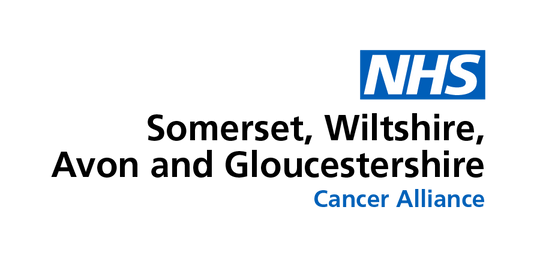 NHS
Somerset, Wiltshire,
Avon and Gloucestershire
Cancer Alliance